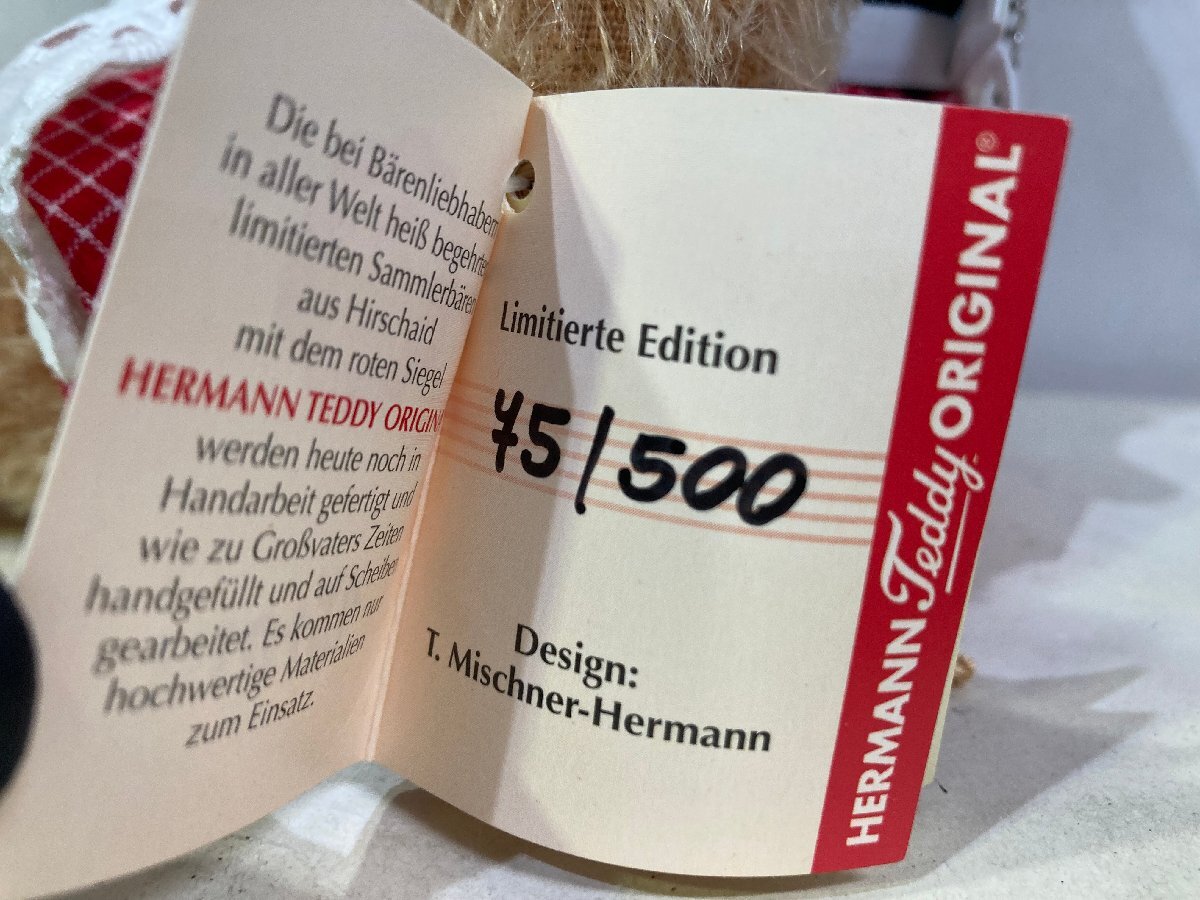 Die bei Bärenliebhabern
in aller Welt heiß begehrten
limitierten Sammlerbären
aus Hirschaid
mit dem roten Siegel
HERMANN TEDDY ORIGINA
werden heute noch in
Handarbeit gefertigt und
wie zu Großvaters Zeiten
handgefüllt und auf Scheiben
gearbeitet. Es kommen nur
hochwertige Materialien
zum Einsatz.
Limitierte Edition
75/500
Design:
T. Mischner-Hermann
HERMANN Teddy ORIGINAL®